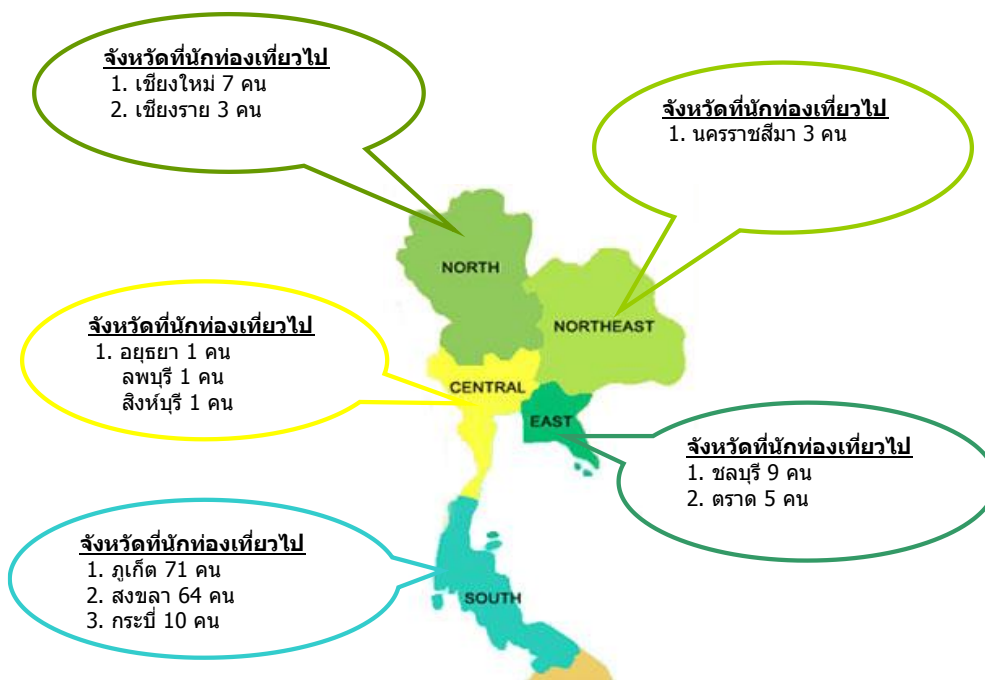 จังหวัดที่นักท่องเที่ยวไป
1. เชียงใหม่ 7 คน
2. เชียงราย 3 คน
จังหวัดที่นักท่องเที่ยวไป
1. นครราชสีมา 3 คน
NORTH
NORTHEAST
จังหวัดที่นักท่องเที่ยวไป
1. อยุธยา 1 คน
ลพบุรี 1 คน
สิงห์บุรี 1 คน
CENTRAL
EAST
จังหวัดที่นักท่องเที่ยวไป
1. ชลบุรี 9 คน
2. ตราด 5 คน
จังหวัดที่นักท่องเที่ยวไป
1. ภูเก็ต 71 คน
2. สงขลา 64 คน
3. กระบี่ 10 คน
SOUTH